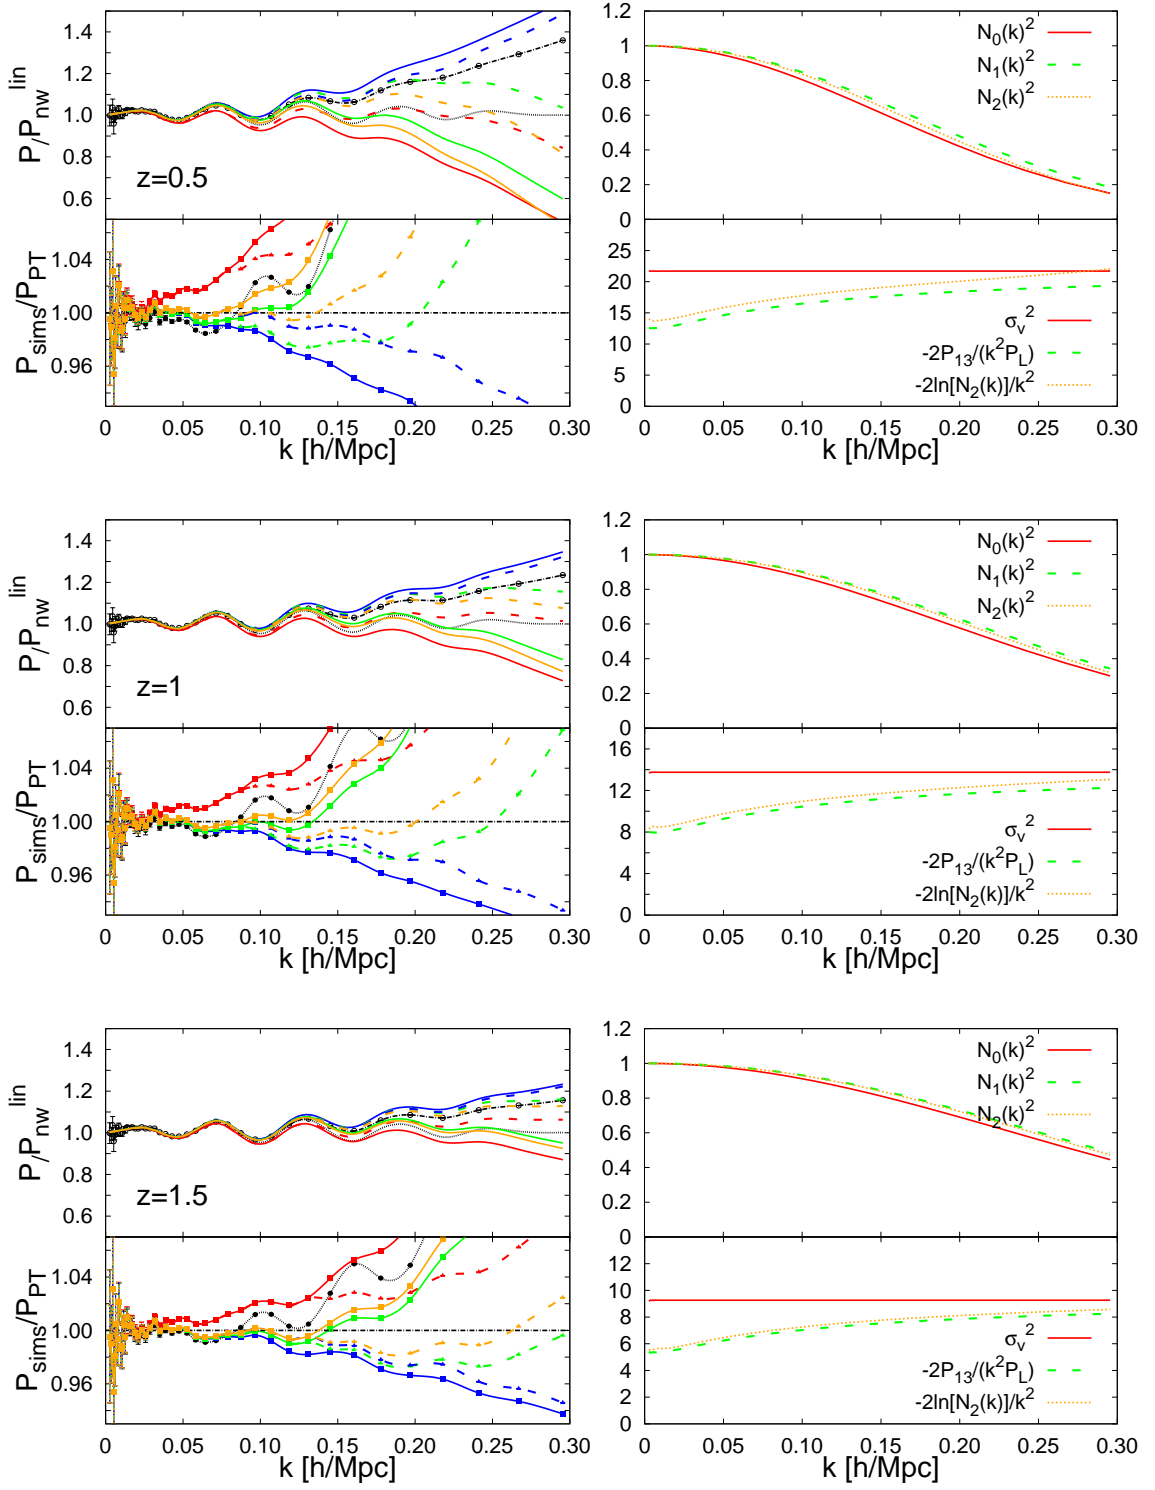 P/P_nw^lin
1.4
1.2
1.0
0.8
0.6
z=0.5
P_sims/P_PT
1.04
1.00
0.96
0 0.05 0.10 0.15 0.20 0.25 0.30
k [h/Mpc]
1.2
1
0.8
0.6
0.4
0.2
0
N_0(k)^2
N_1(k)^2
N_2(k)^2
25
20
15
10
5
0
σ_v^2
-2P_13/(k^2P_L)
-2ln[N_2(k)]/k^2
0 0.05 0.10 0.15 0.20 0.25 0.30
k [h/Mpc]
P/P_nw^lin
1.4
1.2
1.0
0.8
0.6
z=1
P_sims/P_PT
1.04
1.00
0.96
0 0.05 0.10 0.15 0.20 0.25 0.30
k [h/Mpc]
1.2
1
0.8
0.6
0.4
0.2
0
N_0(k)^2
N_1(k)^2
N_2(k)^2
16
12
8
4
0
σ_v^2
-2P_13/(k^2P_L)
-2ln[N_2(k)]/k^2
0 0.05 0.10 0.15 0.20 0.25 0.30
k [h/Mpc]
P/P_nw^lin
1.4
1.2
1.0
0.8
0.6
z=1.5
P_sims/P_PT
1.04
1.00
0.96
0 0.05 0.10 0.15 0.20 0.25 0.30
k [h/Mpc]
1.2
1
0.8
0.6
0.4
0.2
0
N_0(k)^2
N_1(k)^2
N_2(k)^2
12
10
8
6
4
2
0
σ_v^2
-2P_13/(k^2P_L)
-2ln[N_2(k)]/k^2
0 0.05 0.10 0.15 0.20 0.25 0.30
k [h/Mpc]